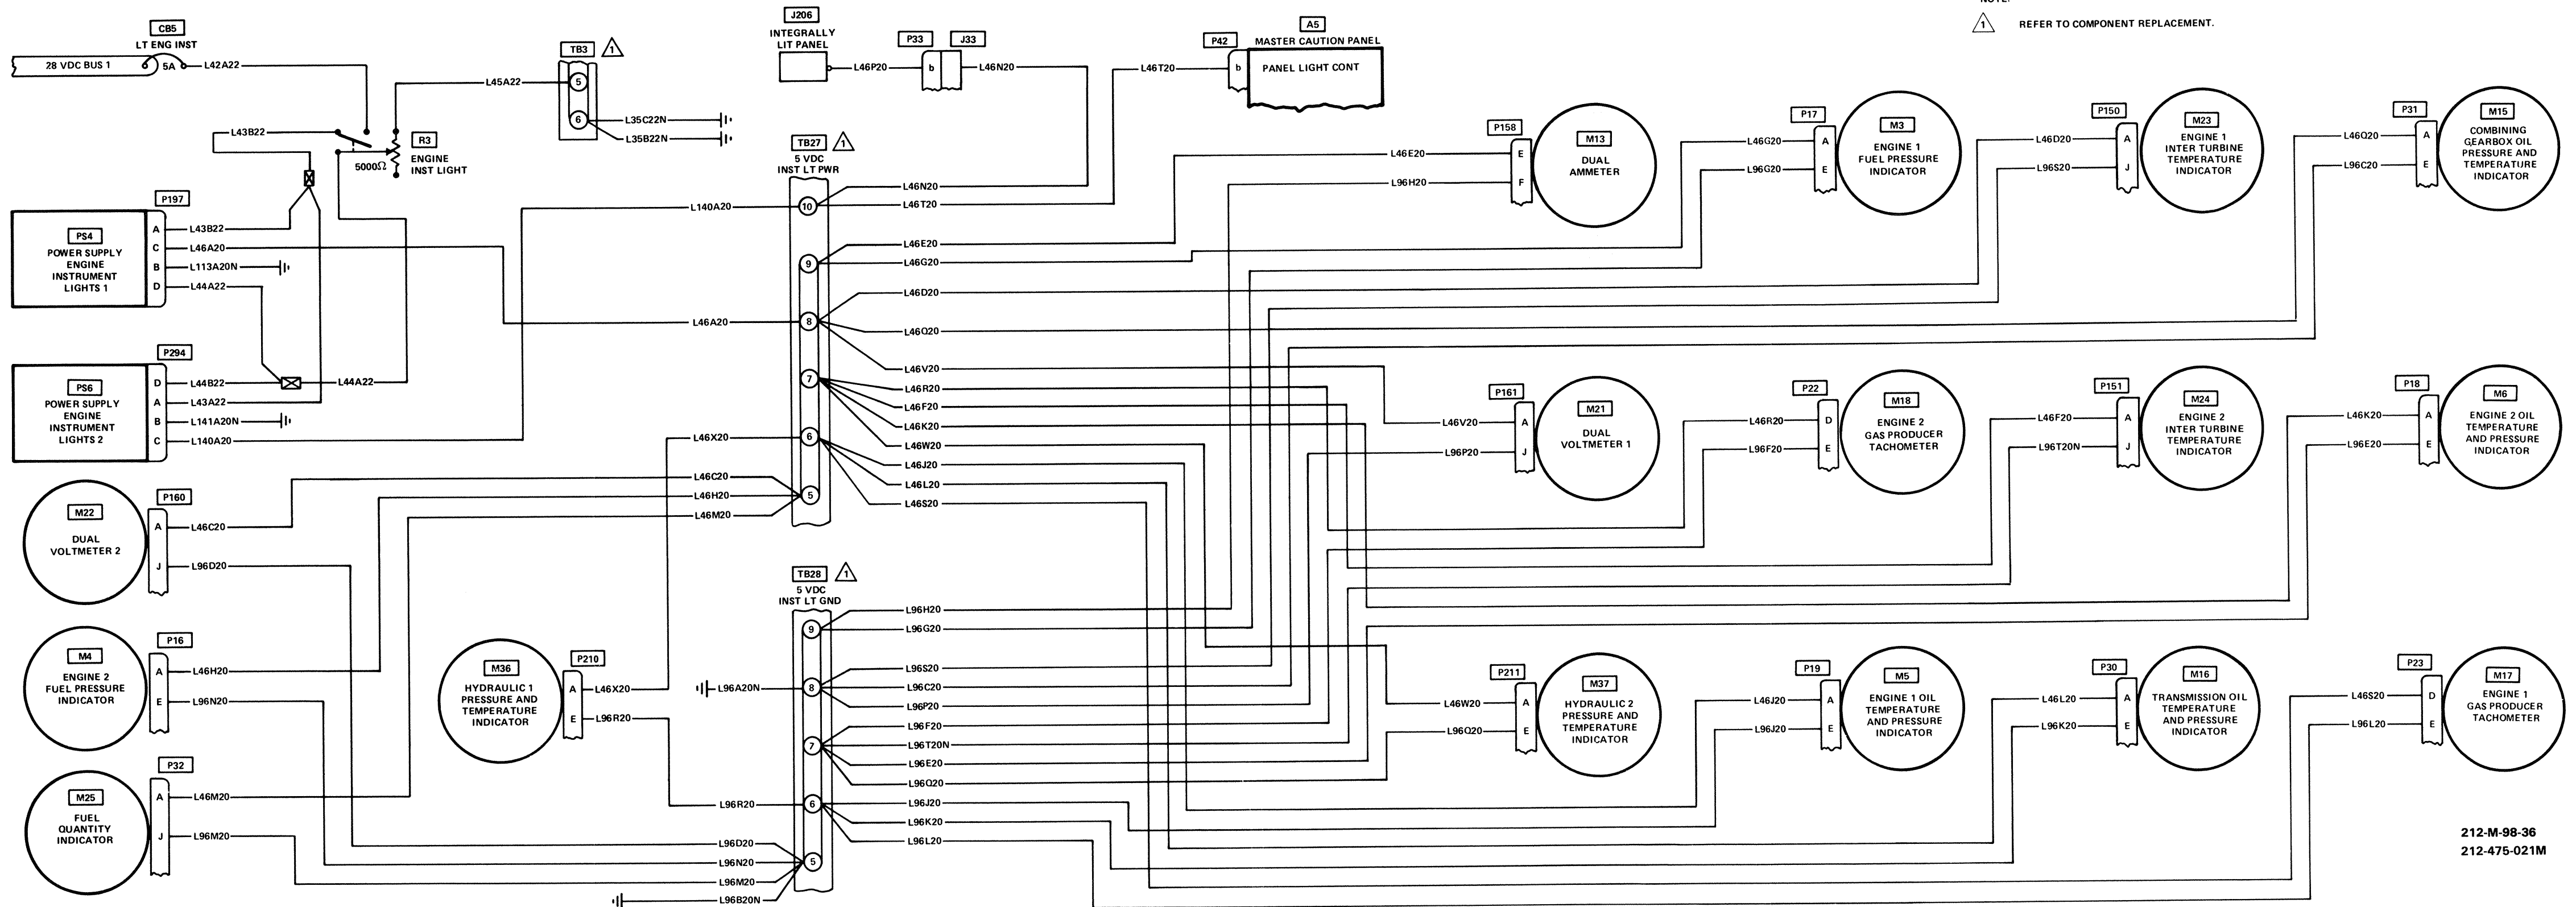 NOTE:
1 REFER TO COMPONENT REPLACEMENT.
CB5
LT ENG INST
28 VDC BUS 1
5A
L42A22
L45A22
TB3
1
5
6
L35C22N
L35B22N
L43B22
R3
ENGINE
INST LIGHT
5000Ω
J206
INTEGRALLY
LIT PANEL
L46P20
P33
J33
b
L46N20
L46T20
P42
b
A5
MASTER CAUTION PANEL
PANEL LIGHT CONT
P197
PS4
POWER SUPPLY
ENGINE
INSTRUMENT
LIGHTS 1
A
L43B22
C
L46A20
B
L113A20N
D
L44A22
P294
PS6
POWER SUPPLY
ENGINE
INSTRUMENT
LIGHTS 2
D
L44B22
L44A22
A
L43A22
B
L141A20N
C
L140A20
TB27
1
5 VDC
INST LT PWR
L140A20
10
L46N20
L46T20
9
L46E20
L46G20
L46A20
8
L46D20
L46Q20
L46V20
7
L46R20
L46F20
L46K20
L46W20
L46X20
6
L46J20
L46L20
L46S20
L46C20
L46H20
L46M20
5
TB28
1
5 VDC
INST LT GND
9
L96H20
L96G20
L96A20N
8
L96S20
L96C20
L96P20
7
L96F20
L96T20N
L96E20
L96Q20
L96R20
6
L96J20
L96K20
L96L20
L96D20
L96N20
L96M20
L96B20N
5
M22
DUAL
VOLTMETER 2
P160
A
L46C20
J
L96D20
M4
ENGINE 2
FUEL PRESSURE
INDICATOR
P16
A
L46H20
E
L96N20
M25
FUEL
QUANTITY
INDICATOR
P32
A
L46M20
J
L96M20
M36
HYDRAULIC 1
PRESSURE AND
TEMPERATURE
INDICATOR
P210
A
L46X20
E
L96R20
L46E20
L96H20
P158
E
F
M13
DUAL
AMMETER
L46G20
L96G20
P17
A
E
M3
ENGINE 1
FUEL PRESSURE
INDICATOR
L46D20
L96S20
P150
A
J
M23
ENGINE 1
INTER TURBINE
TEMPERATURE
INDICATOR
L46Q20
L96C20
P31
A
E
M15
COMBINING
GEARBOX OIL
PRESSURE AND
TEMPERATURE
INDICATOR
L46V20
L96P20
P161
A
J
M21
DUAL
VOLTMETER 1
L46R20
L96F20
P22
D
E
M18
ENGINE 2
GAS PRODUCER
TACHOMETER
L46F20
L96T20N
P151
A
J
M24
ENGINE 2
INTER TURBINE
TEMPERATURE
INDICATOR
L46K20
L96E20
P18
A
E
M6
ENGINE 2 OIL
TEMPERATURE
AND PRESSURE
INDICATOR
L46W20
L96Q20
P211
A
E
M37
HYDRAULIC 2
PRESSURE AND
TEMPERATURE
INDICATOR
L46J20
L96J20
P19
A
E
M5
ENGINE 1 OIL
TEMPERATURE
AND PRESSURE
INDICATOR
L46L20
L96K20
P30
A
E
M16
TRANSMISSION OIL
TEMPERATURE
AND PRESSURE
INDICATOR
L46S20
L96L20
P23
D
E
M17
ENGINE 1
GAS PRODUCER
TACHOMETER
212-M-98-36
212-475-021M